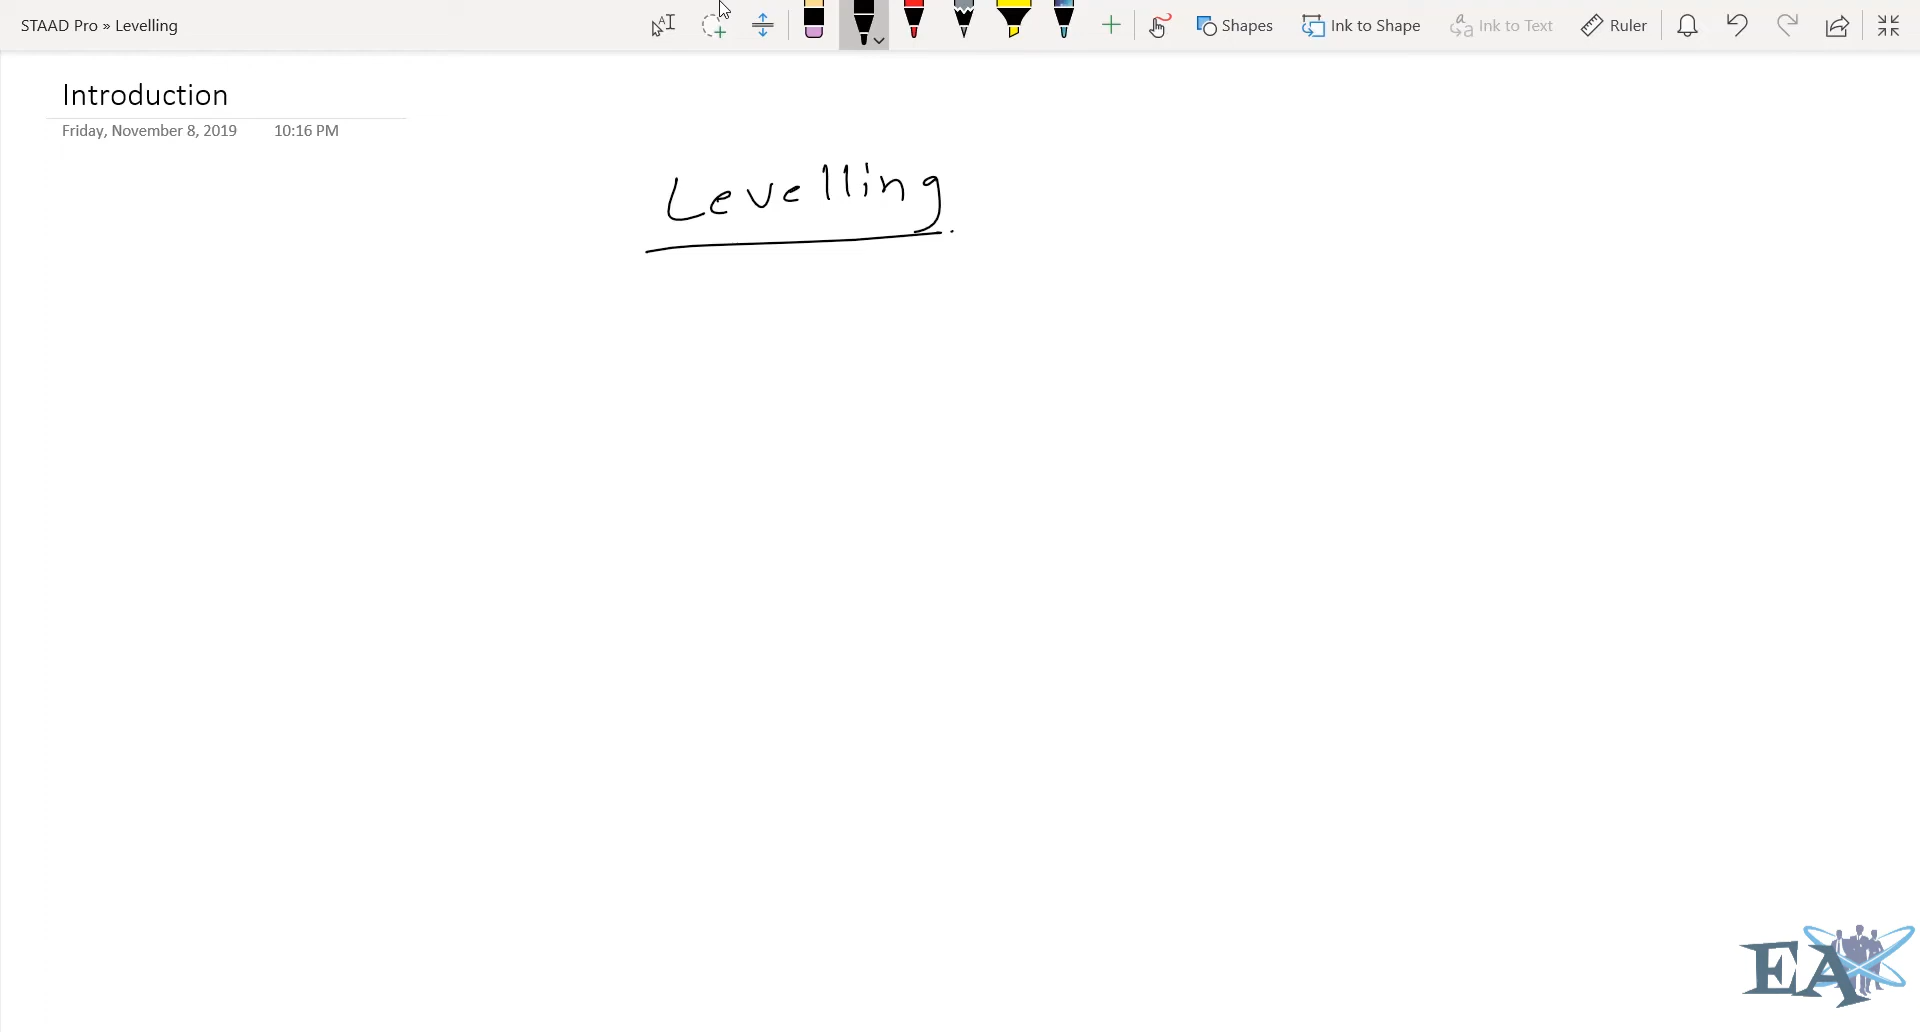 STAAD Pro » Levelling
Shapes
Ink to Shape
Ink to Text
Ruler
Introduction
Friday, November 8, 2019 10:16 PM
Levelling.
EA